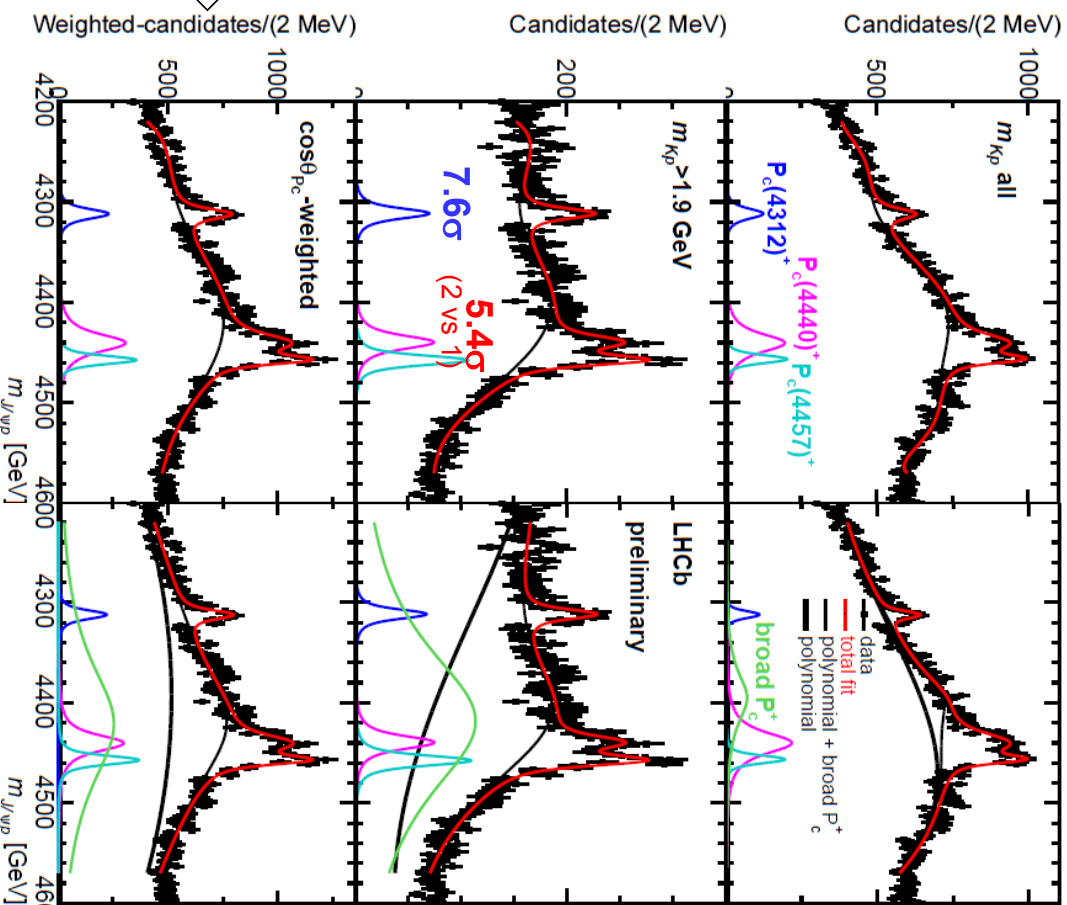 Candidates/(2 MeV)
1000
500
0
m_Kp all
P_c(4312)^+
P_c(4440)^+
P_c(4457)^+
data
total fit
polynomial + broad P_c^+
polynomial
broad P_c^+
Candidates/(2 MeV)
200
0
m_Kp>1.9 GeV
7.6σ
5.4σ
(2 vs 1)
LHCb
preliminary
Weighted-candidates/(2 MeV)
1000
500
0
cosθ_Pc-weighted
4200
4300
4400
4500
4600
4300
4400
4500
m_J/ψp [GeV]
m_J/ψp [GeV]